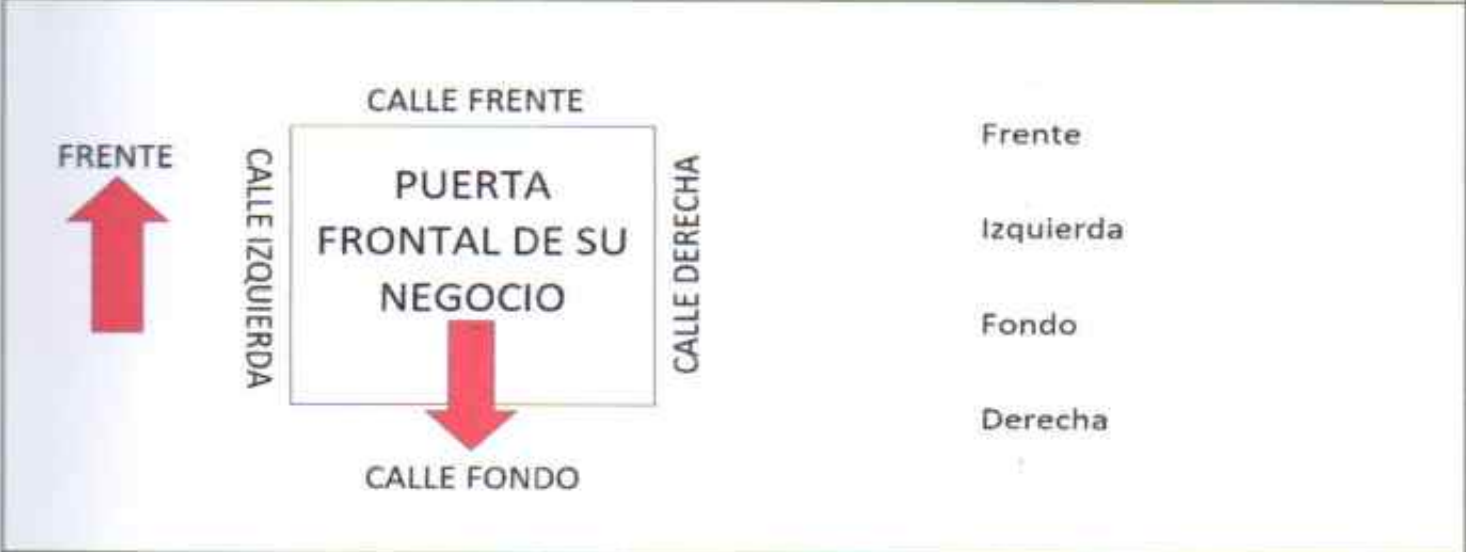 CALLE FRENTE
FRENTE
CALLE IZQUIERDA
PUERTA
FRONTAL DE SU
NEGOCIO
CALLE DERECHA
CALLE FONDO
Frente
Izquierda
Fondo
Derecha